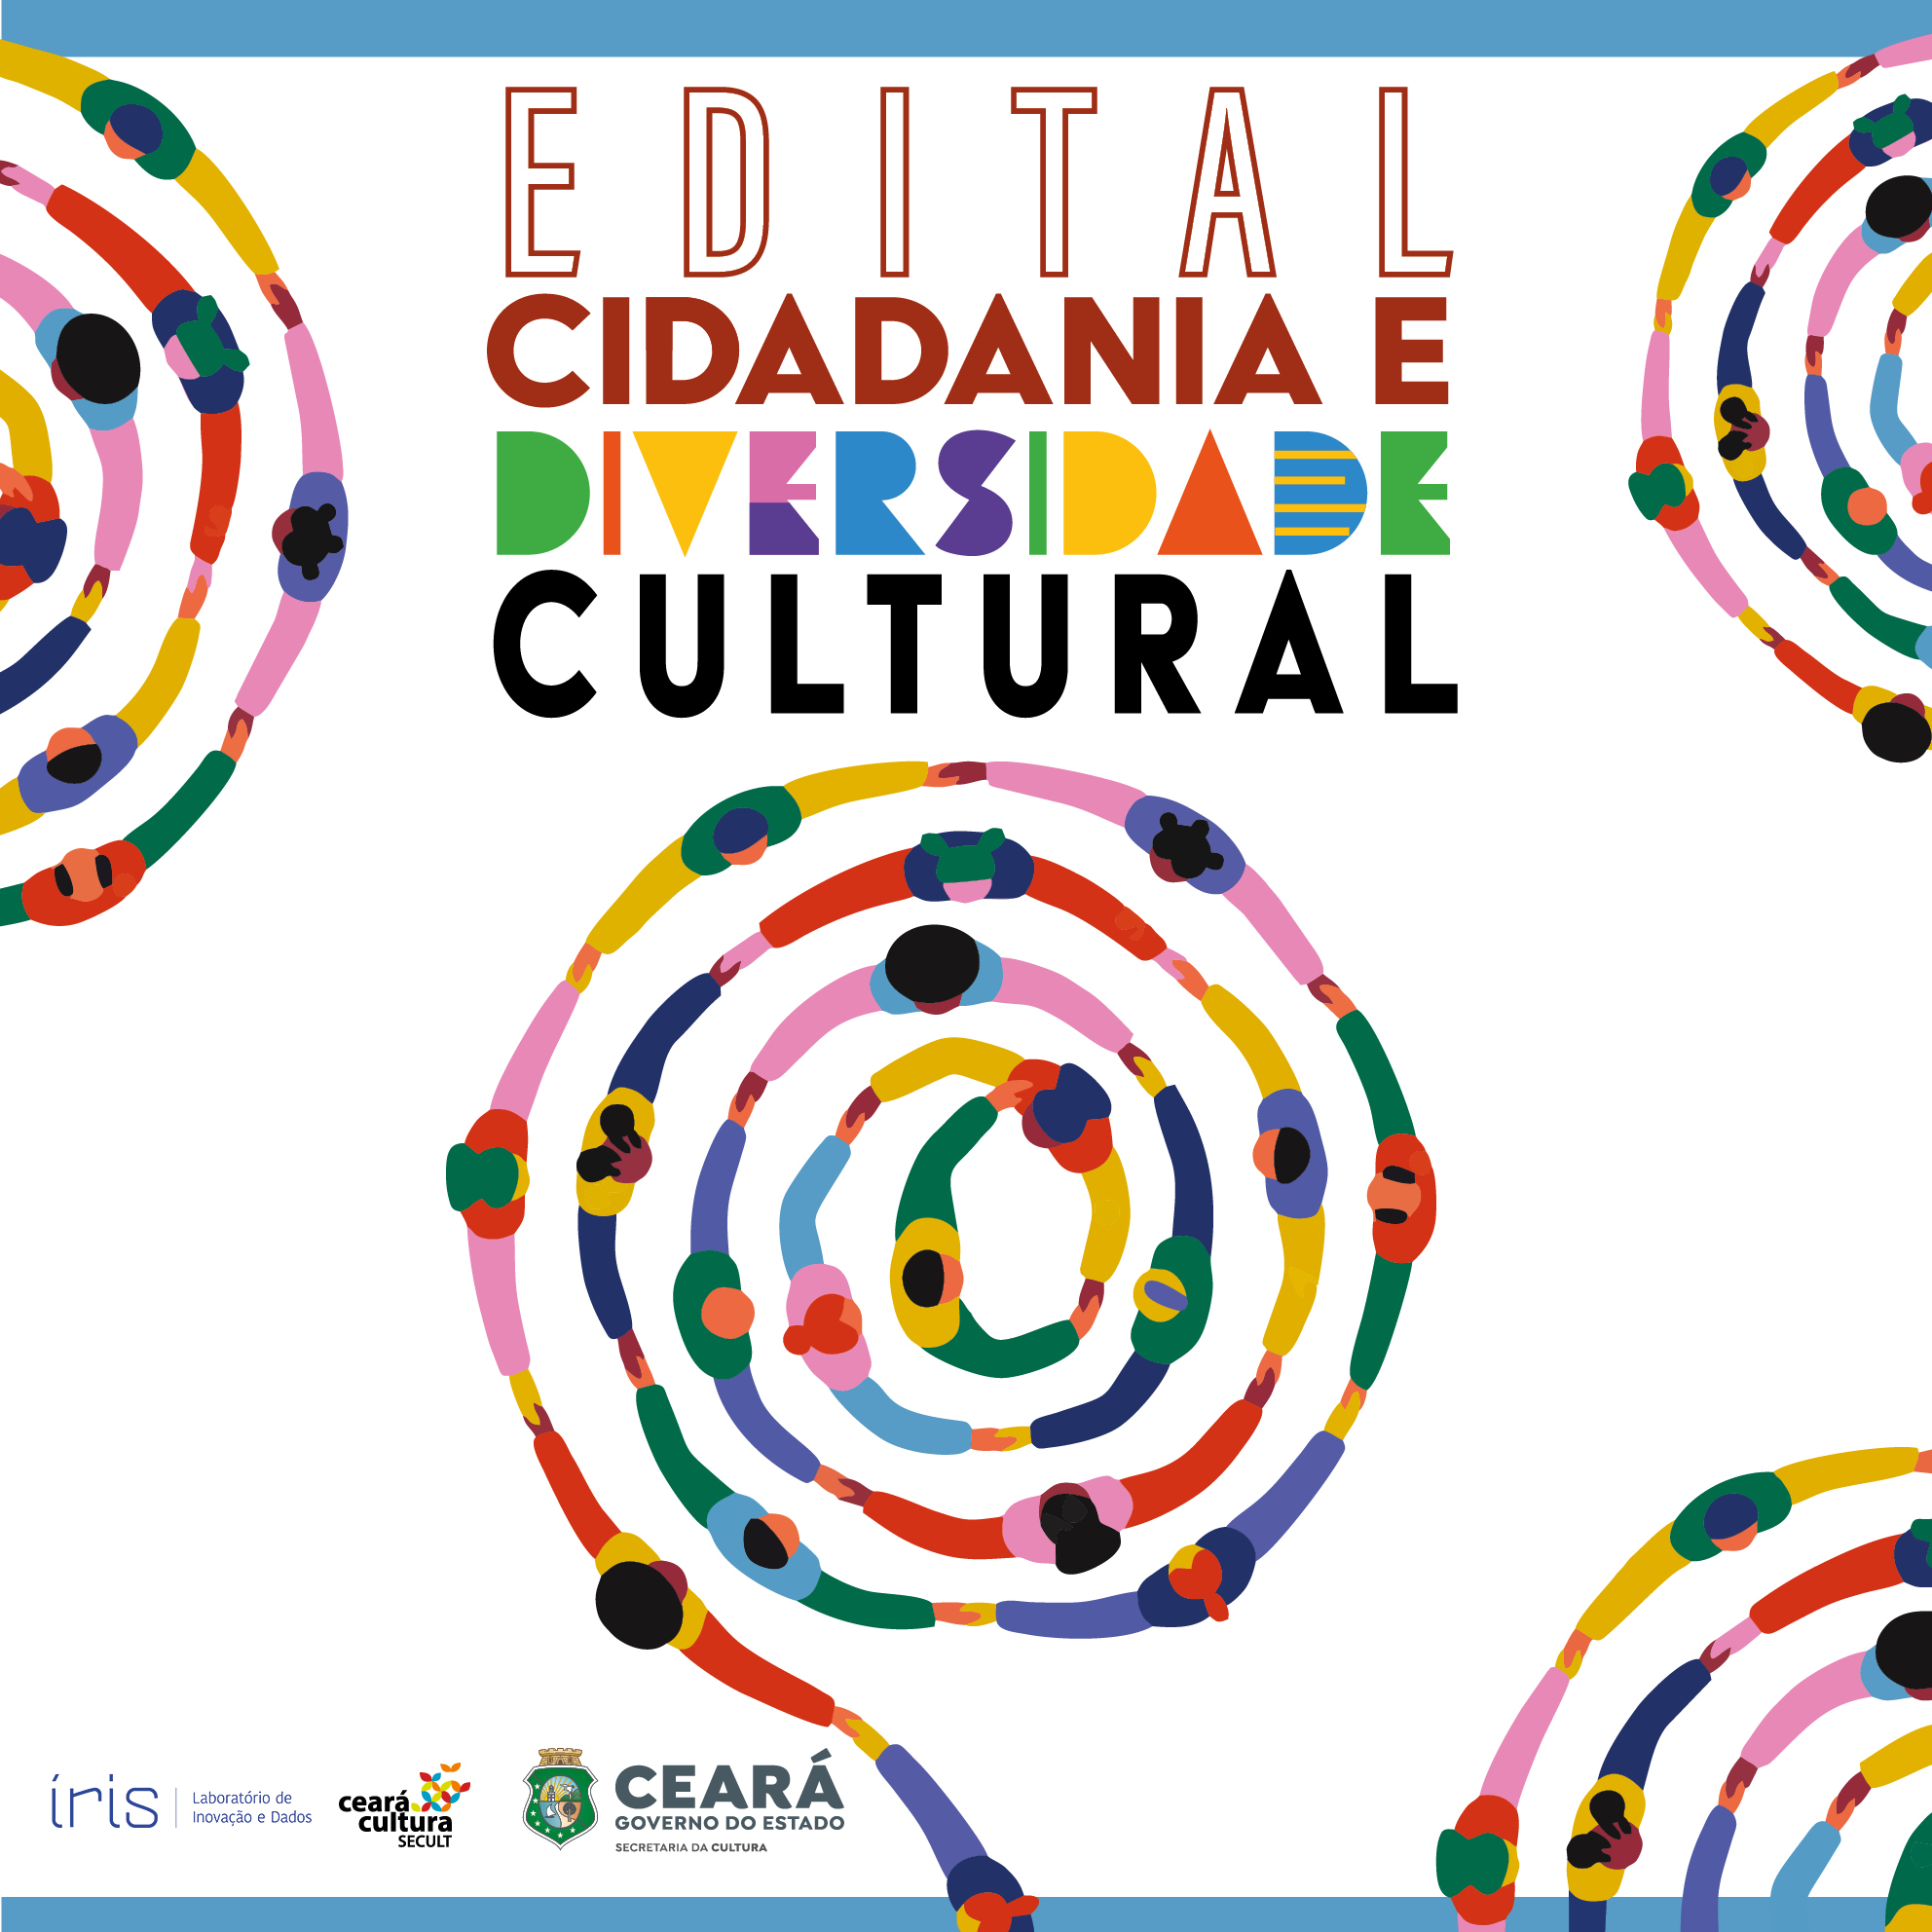 EDITAL
CIDADANIA E
DIVERSIDADE
CULTURAL
íris
Laboratório de
Inovação e Dados
ceará
cultura
SECULT
CEARÁ
GOVERNO DO ESTADO
SECRETARIA DA CULTURA